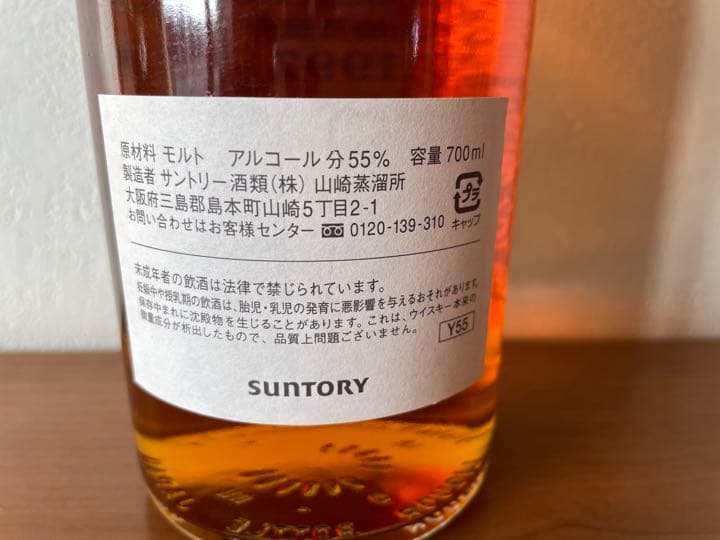 原材料 モルト アルコール分55% 容量 700ml
製造者 サントリー酒類(株) 山崎蒸溜所
大阪府三島郡島本町山崎5丁目2-1
お問い合わせはお客様センター 0120-139-310
プラ
キャップ
未成年者の飲酒は法律で禁じられています。
妊娠中や授乳期の飲酒は、胎児・乳児の発育に悪影響を与えるおそれがあります。
保存中まれに沈殿物を生じることがあります。これは、ウイスキー本来の
微量成分が析出したもので、品質上問題ございません。
Y55
SUNTORY